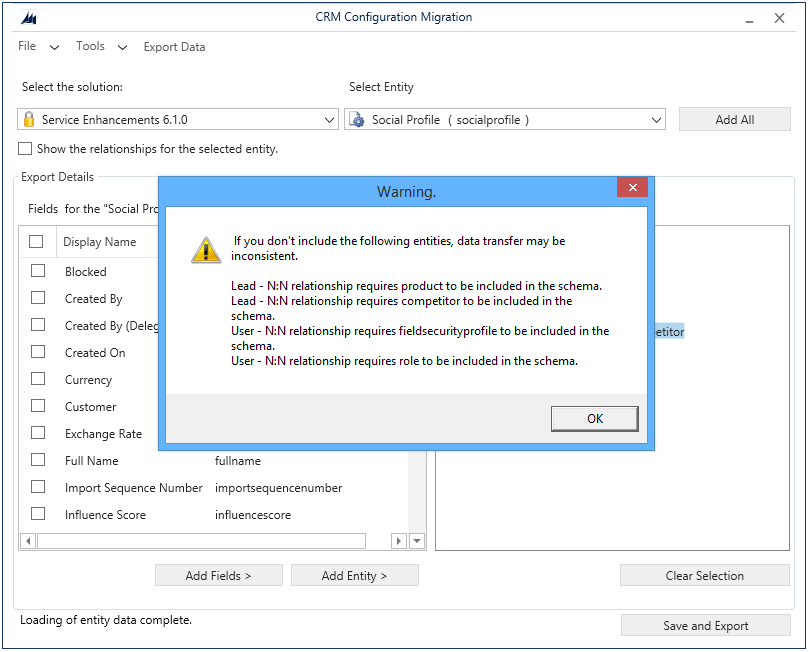 CRM Configuration Migration
File Tools Export Data
Select the solution: Select Entity
Service Enhancements 6.1.0 Social Profile ( socialprofile ) Add All
Show the relationships for the selected entity.
Export Details
Fields for the "Social Pro
Display Name
Blocked
Created By
Created By (Deleg
Created On
Currency
Customer
Exchange Rate
Full Name fullname
Import Sequence Number importsequencenumber
Influence Score influencescore
Warning.
If you don't include the following entities, data transfer may be
inconsistent.
Lead - N:N relationship requires product to be included in the schema.
Lead - N:N relationship requires competitor to be included in the
schema.
User - N:N relationship requires fieldsecurityprofile to be included in the
schema.
User - N:N relationship requires role to be included in the schema.
OK
etitor
Add Fields > Add Entity > Clear Selection
Loading of entity data complete.
Save and Export